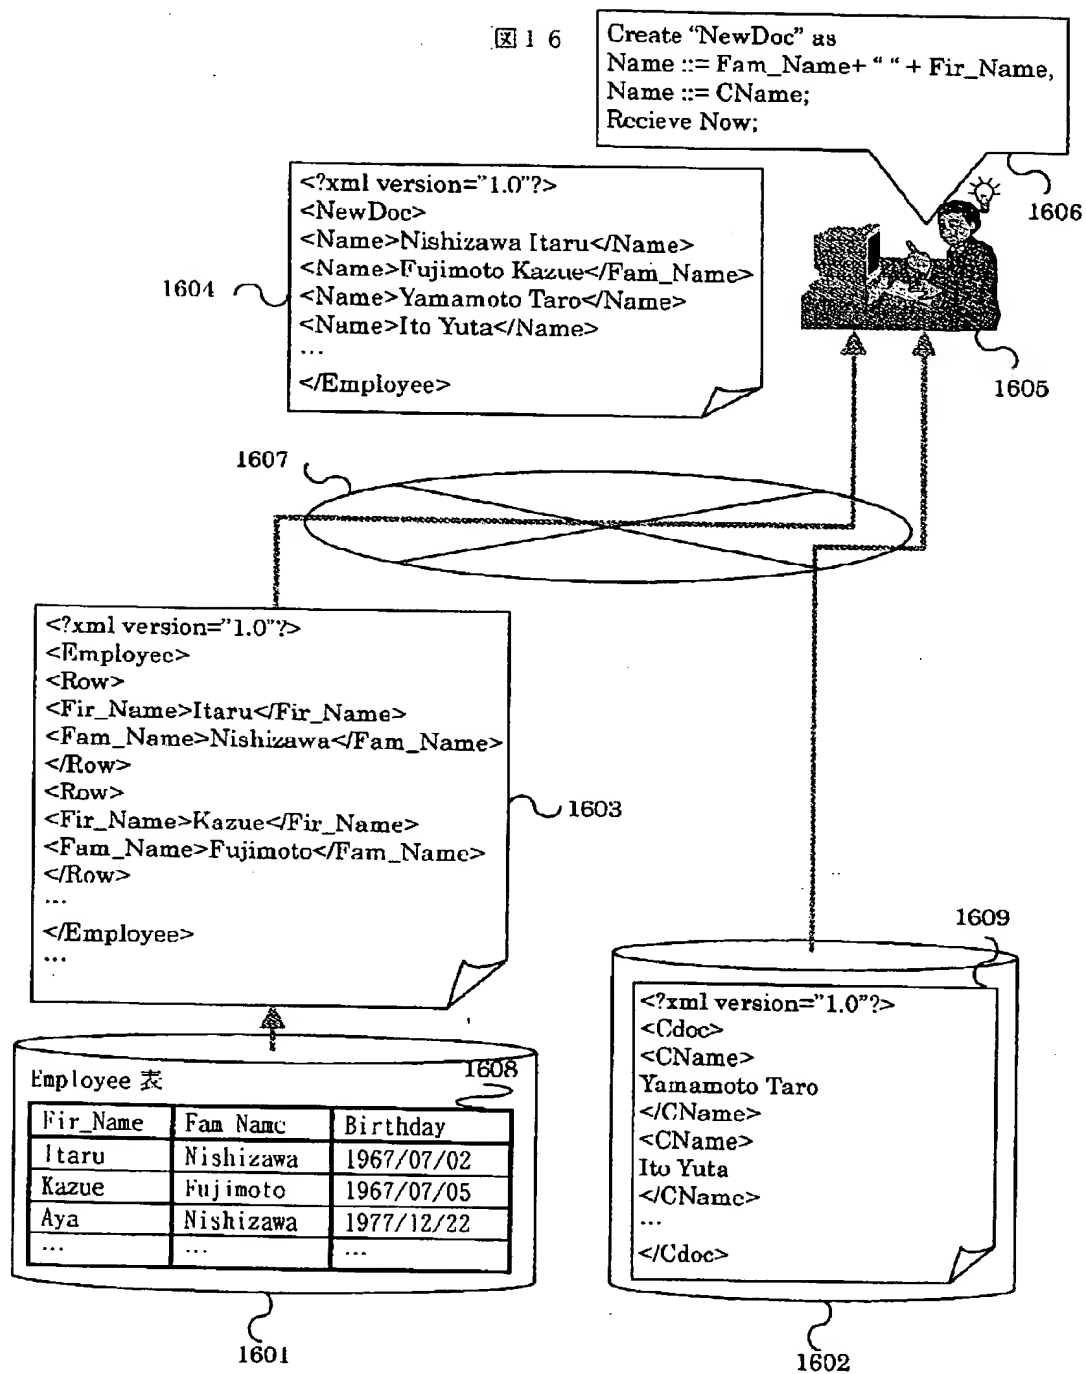 図16
Create “NewDoc” as
Name ::= Fam_Name+ “ “ + Fir_Name,
Name ::= CName;
Recieve Now;
1606
<?xml version=”1.0”?>
<NewDoc>
<Name>Nishizawa Itaru</Name>
<Name>Fujimoto Kazue</Fam_Name>
<Name>Yamamoto Taro</Name>
<Name>Ito Yuta</Name>
...
</Employee>
1604
1605
1607
<?xml version=”1.0”?>
<Employee>
<Row>
<Fir_Name>Itaru</Fir_Name>
<Fam_Name>Nishizawa</Fam_Name>
</Row>
<Row>
<Fir_Name>Kazue</Fir_Name>
<Fam_Name>Fujimoto</Fam_Name>
</Row>
...
</Employee>
...
1603
Employee 表
1608
Fir_Name Fam Name Birthday
Itaru Nishizawa 1967/07/02
Kazue Fujimoto 1967/07/05
Aya Nishizawa 1977/12/22
... ... ...
1601
1609
<?xml version=”1.0”?>
<Cdoc>
<CName>
Yamamoto Taro
</CName>
<CName>
Ito Yuta
</CName>
...
</Cdoc>
1602